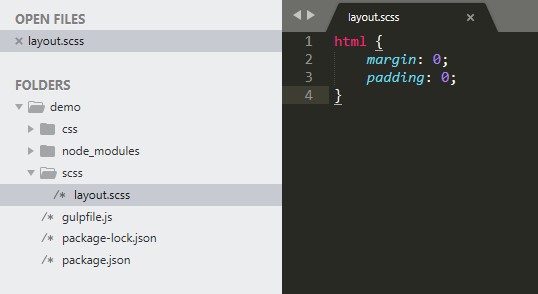 OPEN FILES
layout.scss
FOLDERS
demo
css
node_modules
scss
/* layout.scss
/* gulpfile.js
/* package-lock.json
/* package.json
layout.scss
1 html {
2     margin: 0;
3     padding: 0;
4 }